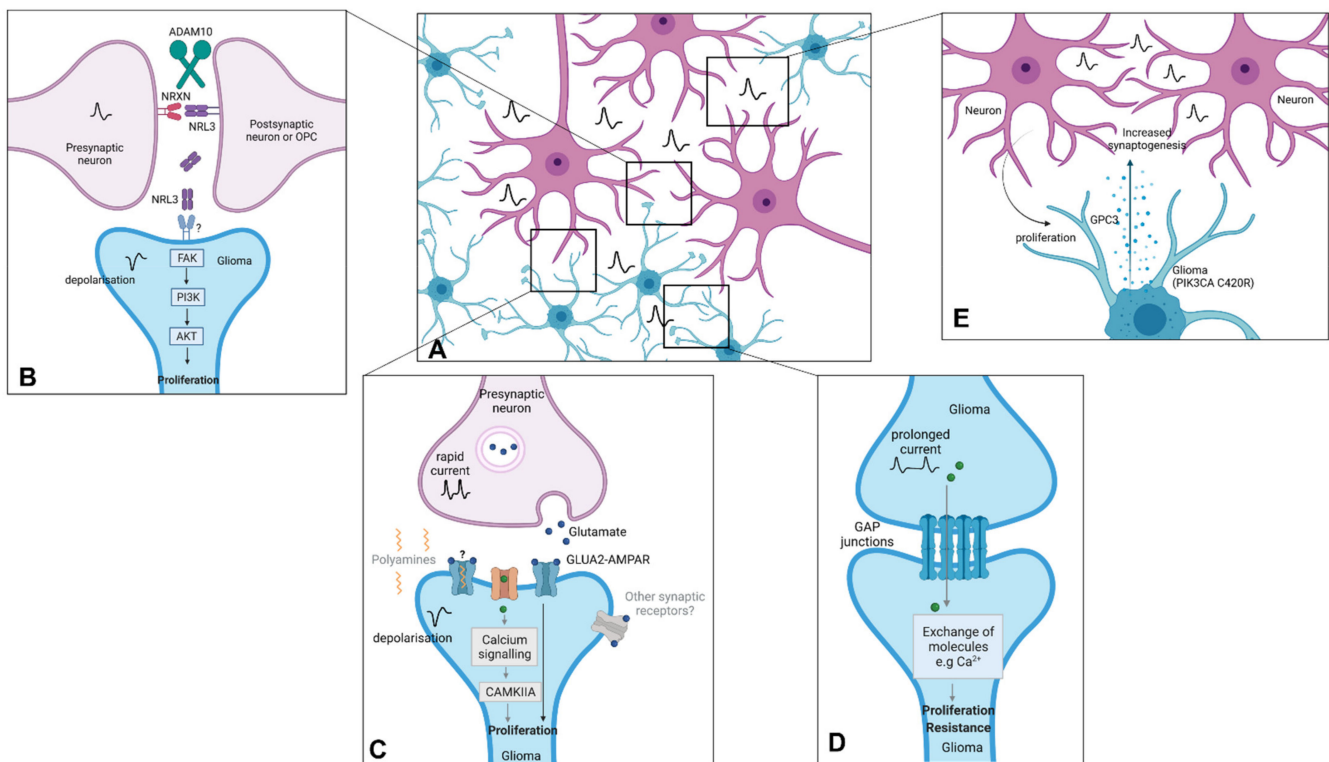 ADAM10
NRXN
NRL3
Presynaptic
neuron
Postsynaptic
neuron or OPC
NRL3
?
FAK
Glioma
depolarisation
PI3K
AKT
Proliferation
B
A
Neuron
Neuron
Increased
synaptogenesis
GPC3
proliferation
Glioma
(PIK3CA C420R)
E
Presynaptic
neuron
rapid
current
Glutamate
?
Polyamines
GLUA2-AMPAR
Other synaptic
receptors?
depolarisation
Calcium
signalling
CAMKIIA
Proliferation
Glioma
C
Glioma
prolonged
current
GAP
junctions
Exchange of
molecules
e.g Ca²⁺
Proliferation
Resistance
Glioma
D